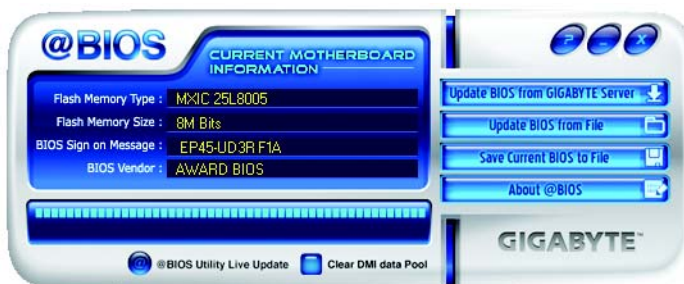 @BIOS
CURRENT MOTHERBOARD
INFORMATION
Flash Memory Type : MXIC 25L8005
Flash Memory Size : 8M Bits
BIOS Sign on Message : EP45-UD3R F1A
BIOS Vendor : AWARD BIOS
@BIOS Utility Live Update
Clear DMI data Pool
? _ X
Update BIOS from GIGABYTE Server
Update BIOS from File
Save Current BIOS to File
About @BIOS
GIGABYTE™